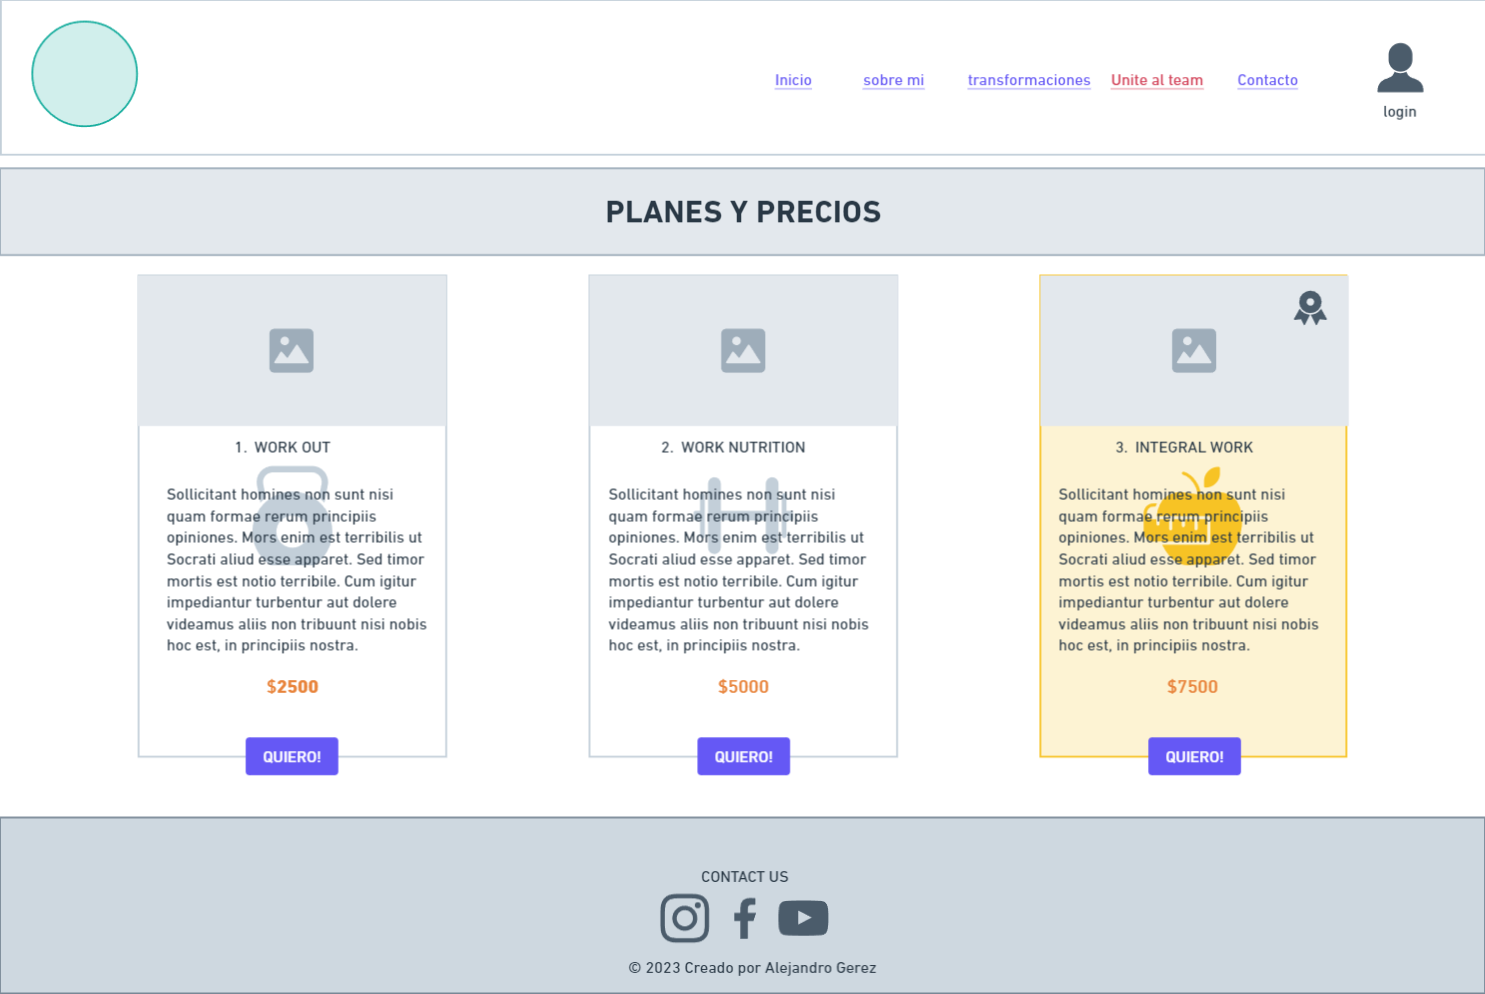 Inicio sobre mi transformaciones Unite al team Contacto
login
PLANES Y PRECIOS
1. WORK OUT
Sollicitant homines non sunt nisi
quam formae rerum principiis
opiniones. Mors enim est terribilis ut
Socrati aliud esse apparet. Sed timor
mortis est notio terribile. Cum igitur
impediantur turbentur aut dolere
videamus aliis non tribuunt nisi nobis
hoc est, in principiis nostra.
$2500
QUIERO!
2. WORK NUTRITION
Sollicitant homines non sunt nisi
quam formae rerum principiis
opiniones. Mors enim est terribilis ut
Socrati aliud esse apparet. Sed timor
mortis est notio terribile. Cum igitur
impediantur turbentur aut dolere
videamus aliis non tribuunt nisi nobis
hoc est, in principiis nostra.
$5000
QUIERO!
3. INTEGRAL WORK
Sollicitant homines non sunt nisi
quam formae rerum principiis
opiniones. Mors enim est terribilis ut
Socrati aliud esse apparet. Sed timor
mortis est notio terribile. Cum igitur
impediantur turbentur aut dolere
videamus aliis non tribuunt nisi nobis
hoc est, in principiis nostra.
$7500
QUIERO!
CONTACT US
© 2023 Creado por Alejandro Gerez